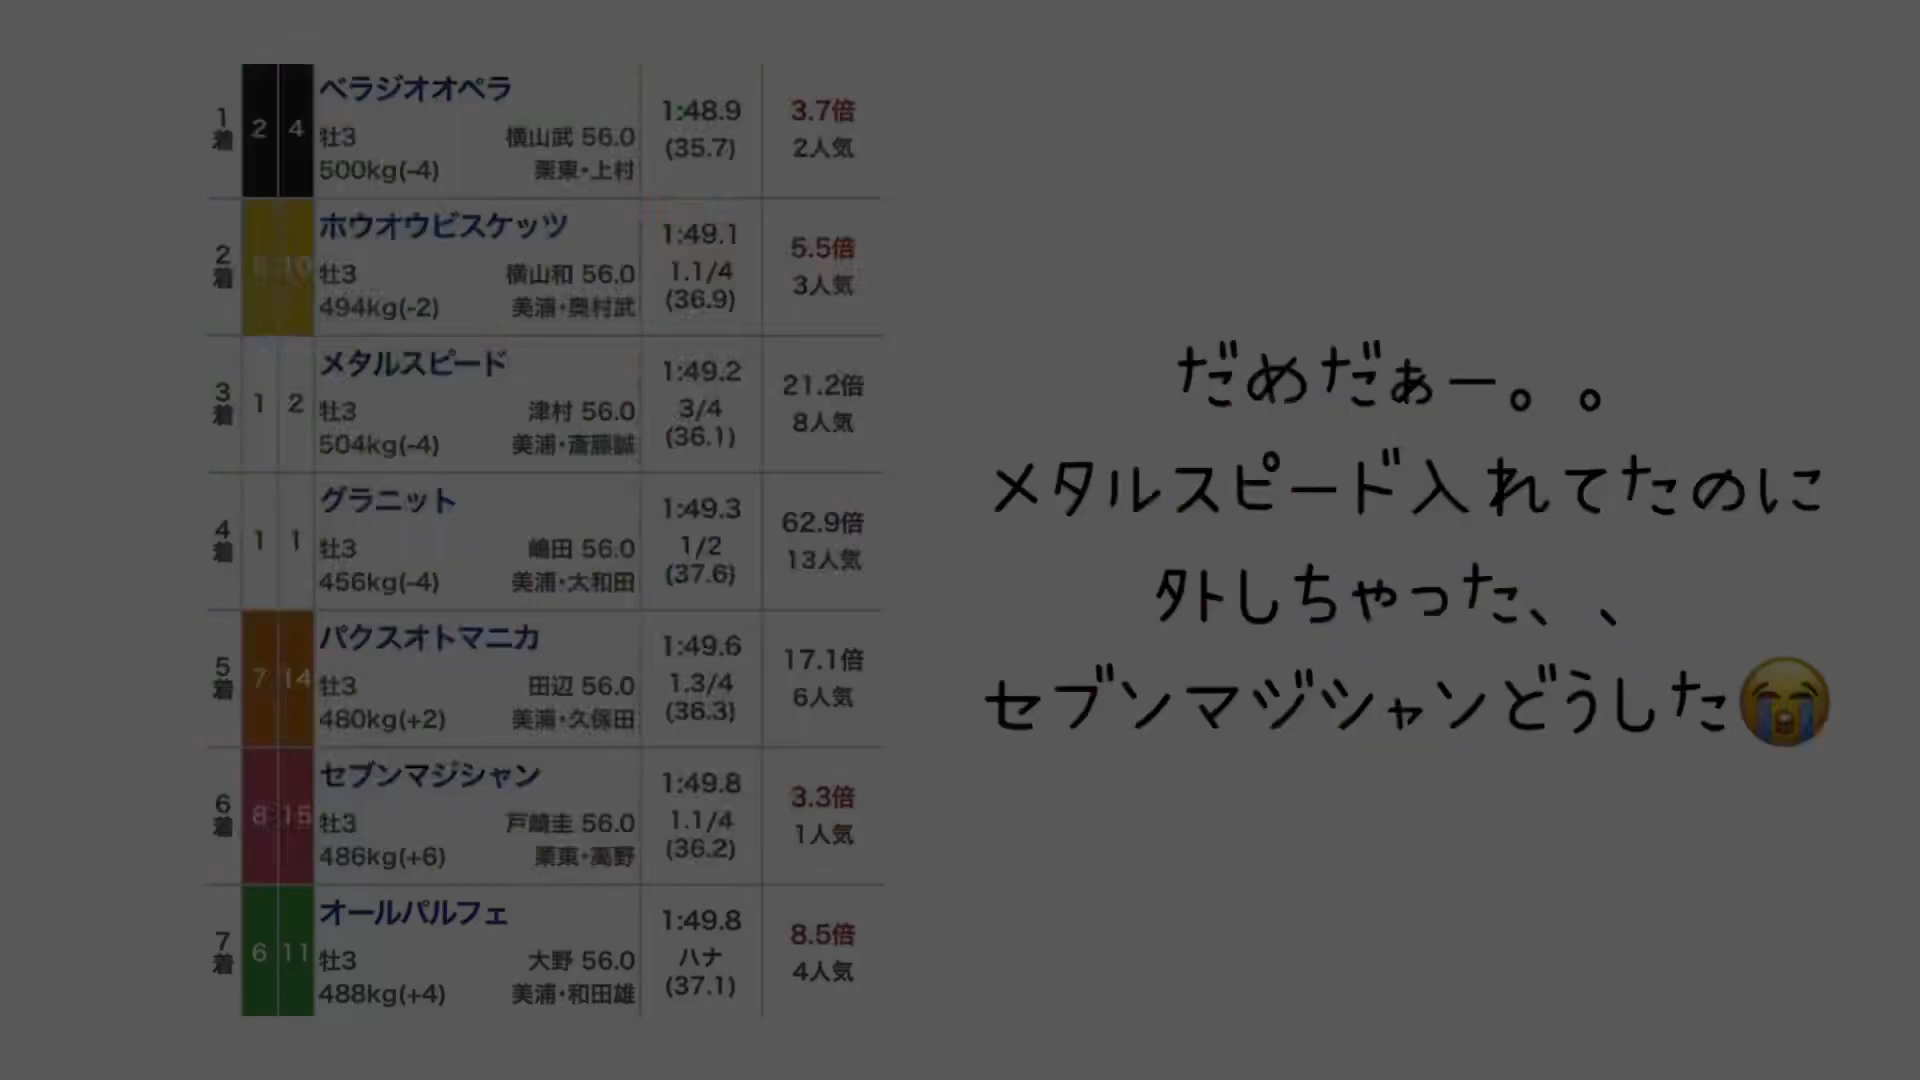 1着 2 4 ベラジオオペラ 1:48.9 3.7倍
牡3 横山武 56.0 (35.7) 2人気
500kg(-4) 栗東・上村
2着 10 ホウオウビスケッツ 1:49.1 5.5倍
牡3 横山和 56.0 1.1/4 3人気
494kg(-2) 美浦・奥村武 (36.9)
3着 1 2 メタルスピード 1:49.2 21.2倍
牡3 津村 56.0 3/4 8人気
504kg(-4) 美浦・斎藤誠 (36.1)
4着 1 1 グラニット 1:49.3 62.9倍
牡3 嶋田 56.0 1/2 13人気
456kg(-4) 美浦・大和田 (37.6)
5着 7 14 パクスオトマニカ 1:49.6 17.1倍
牡3 田辺 56.0 1.3/4 6人気
480kg(+2) 美浦・久保田 (36.3)
6着 8 15 セブンマジシャン 1:49.8 3.3倍
牡3 戸崎圭 56.0 1.1/4 1人気
486kg(+6) 栗東・高野 (36.2)
7着 6 11 オールパルフェ 1:49.8 8.5倍
牡3 大野 56.0 ハナ 4人気
488kg(+4) 美浦・和田雄 (37.1)
だめだぁー。。
メタルスピード入れてたのに
外しちゃった、、
セブンマジシャンどうした😭